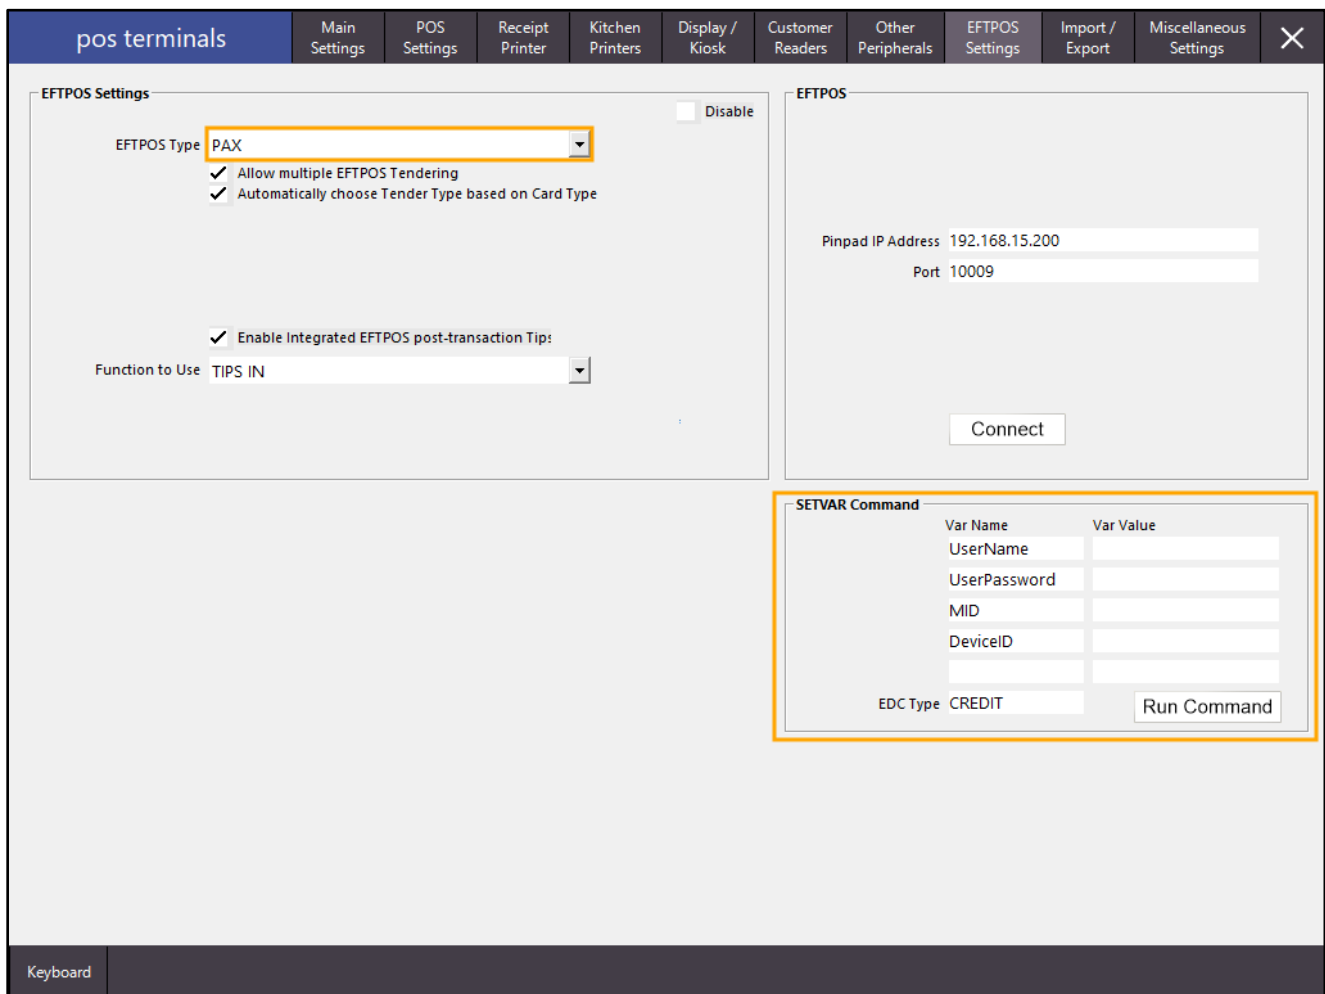 pos terminals
Main Settings
POS Settings
Receipt Printer
Kitchen Printers
Display / Kiosk
Customer Readers
Other Peripherals
EFTPOS Settings
Import / Export
Miscellaneous Settings
EFTPOS Settings
Disable
EFTPOS Type PAX
Allow multiple EFTPOS Tendering
Automatically choose Tender Type based on Card Type
Enable Integrated EFTPOS post-transaction Tips
Function to Use TIPS IN
EFTPOS
Pinpad IP Address 192.168.15.200
Port 10009
Connect
SETVAR Command
Var Name Var Value
UserName
UserPassword
MID
DeviceID
EDC Type CREDIT Run Command
Keyboard